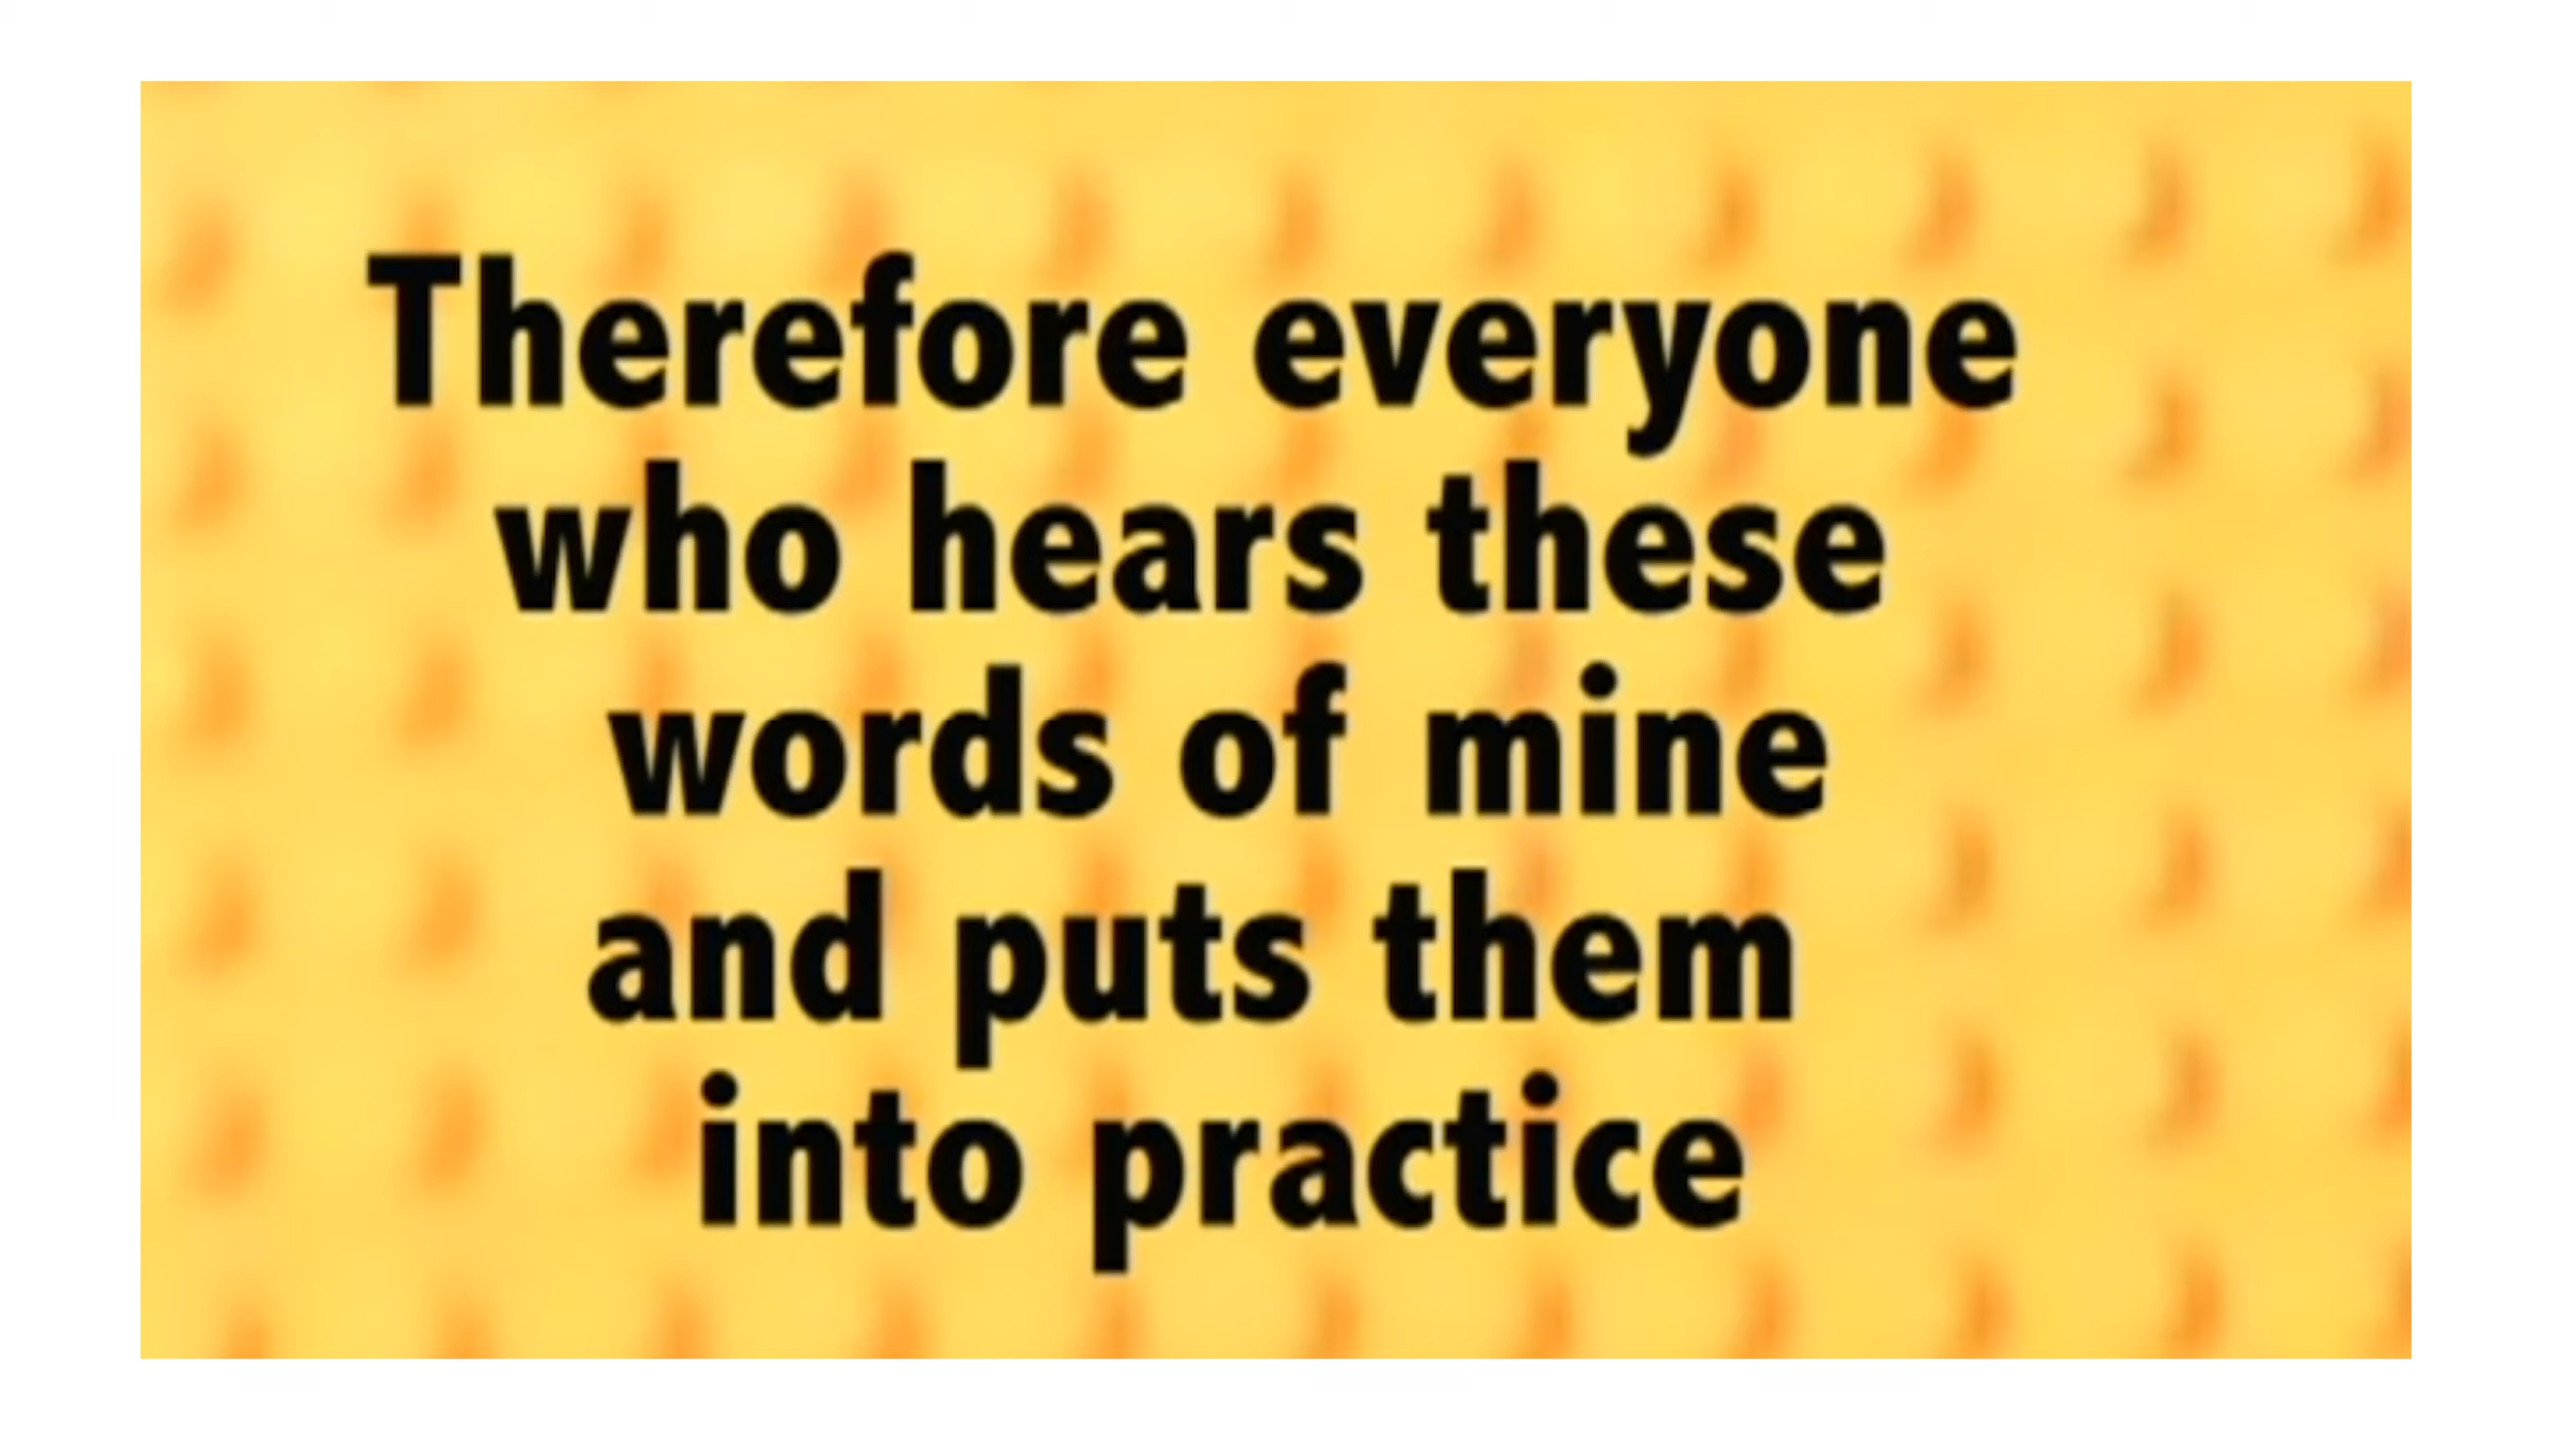 Therefore everyone
who hears these
words of mine
and puts them
into practice